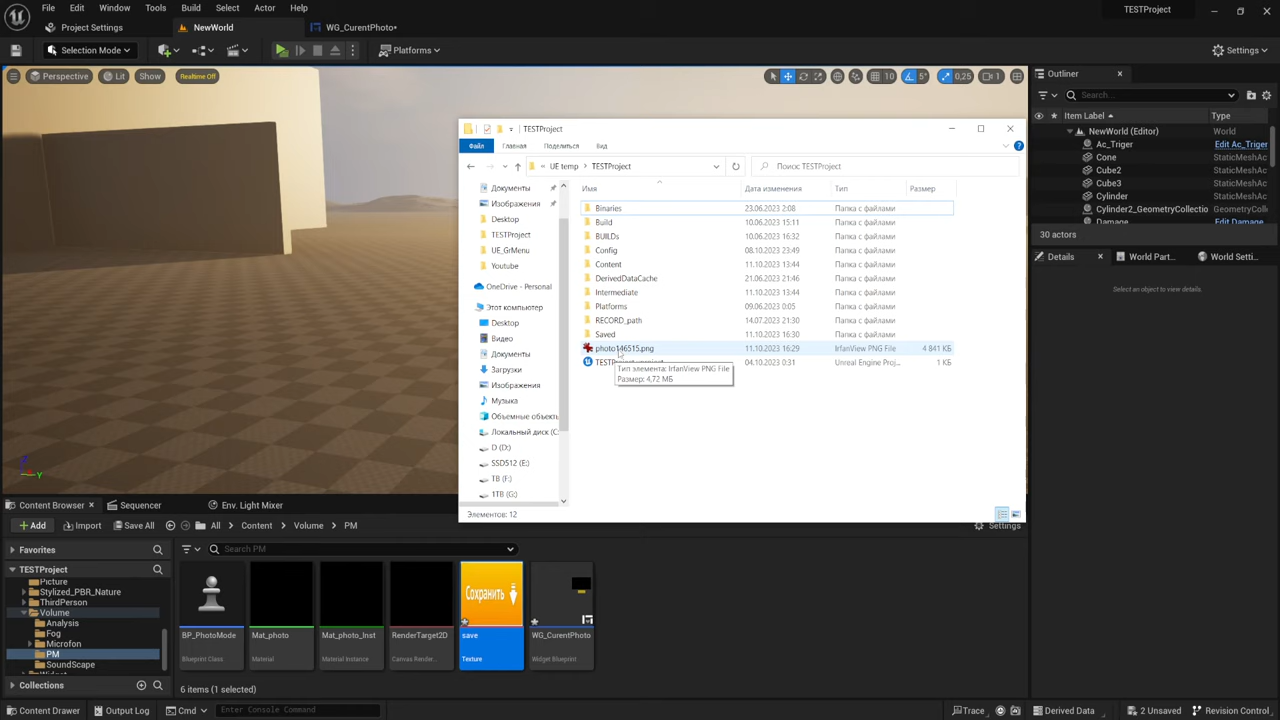 File Edit Window Tools Build Select Actor Help
TESTProject
Project Settings
NewWorld
WG_CurentPhoto*
Selection Mode
Platforms
Settings
Perspective
Lit
Show
Realtime Off
10
5°
0,25
1
Outliner
Search...
Item Label
Type
NewWorld (Editor)
World
Ac_Triger
Edit Ac_Triger
Cone
StaticMeshAc
Cube2
StaticMeshAc
Cube3
StaticMeshAc
Cylinder
StaticMeshAc
Cylinder2_GeometryCollection
GeometryCollectio
Damage
Edit Damage
30 actors
Details
World Part...
World Setti...
Select an object to view details.
TESTProject
Файл Главная Поделиться Вид
« UE temp › TESTProject
Поиск: TESTProject
Имя Дата изменения Тип Размер
Документы
Изображения
Desktop
TESTProject
UE_GrMenu
Youtube
OneDrive - Personal
Этот компьютер
Desktop
Видео
Документы
Загрузки
Изображения
Музыка
Объемные объекты
Локальный диск (C:
D (D:)
SSD512 (E:)
TB (F:)
1TB (G:)
Binaries 23.06.2023 2:08 Папка с файлами
Build 10.06.2023 15:11 Папка с файлами
BUILDs 10.06.2023 16:32 Папка с файлами
Config 08.10.2023 23:49 Папка с файлами
Content 11.10.2023 13:44 Папка с файлами
DerivedDataCache 21.06.2023 21:46 Папка с файлами
Intermediate 11.10.2023 13:44 Папка с файлами
Platforms 09.06.2023 0:05 Папка с файлами
RECORD_path 14.07.2023 21:30 Папка с файлами
Saved 11.10.2023 16:30 Папка с файлами
photo146515.png 11.10.2023 16:29 IrfanView PNG File 4 841 КБ
04.10.2023 0:31 Unreal Engine Proj... 1 КБ
Тип элемента: IrfanView PNG File
Размер: 4,72 МБ
Элементов: 12
Z
Y
Content Browser
Sequencer
Env. Light Mixer
Add
Import
Save All
All › Content › Volume › PM
Settings
Favorites
TESTProject
Picture
Stylized_PBR_Nature
ThirdPerson
Volume
Analysis
Fog
Microfon
PM
SoundScape
Collections
Search PM
Сохранить
BP_PhotoMode
Blueprint Class
Mat_photo
Material
Mat_photo_Inst
Material Instance
RenderTarget2D
Canvas Render...
save
Texture
WG_CurentPhoto
Widget Blueprint
6 items (1 selected)
Content Drawer
Output Log
Cmd
Enter Console Command
Trace
Derived Data
2 Unsaved
Revision Control